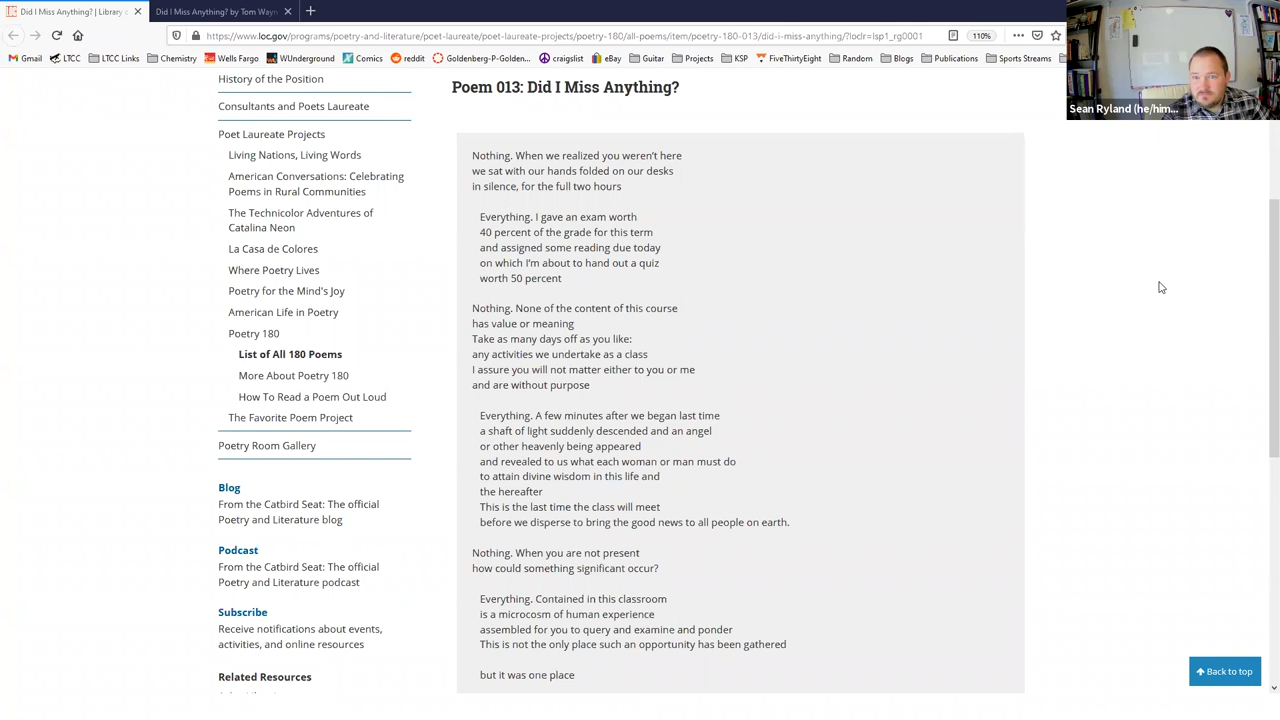 Did I Miss Anything? | Library o
Did I Miss Anything? by Tom Wayn
https://www.loc.gov/programs/poetry-and-literature/poet-laureate/poet-laureate-projects/poetry-180/all-poems/item/poetry-180-013/did-i-miss-anything/?loclr=lsp1_rg0001
110%
Gmail LTCC LTCC Links Chemistry Wells Fargo WUnderground Comics reddit Goldenberg-P-Golden... craigslist eBay Guitar Projects KSP FiveThirtyEight Random Blogs Publications Sports Streams
Sean Ryland (he/him...
History of the Position
Consultants and Poets Laureate
Poet Laureate Projects
Living Nations, Living Words
American Conversations: Celebrating
Poems in Rural Communities
The Technicolor Adventures of
Catalina Neon
La Casa de Colores
Where Poetry Lives
Poetry for the Mind's Joy
American Life in Poetry
Poetry 180
List of All 180 Poems
More About Poetry 180
How To Read a Poem Out Loud
The Favorite Poem Project
Poetry Room Gallery
Blog
From the Catbird Seat: The official
Poetry and Literature blog
Podcast
From the Catbird Seat: The official
Poetry and Literature podcast
Subscribe
Receive notifications about events,
activities, and online resources
Related Resources
Poem 013: Did I Miss Anything?
Nothing. When we realized you weren't here
we sat with our hands folded on our desks
in silence, for the full two hours
Everything. I gave an exam worth
40 percent of the grade for this term
and assigned some reading due today
on which I'm about to hand out a quiz
worth 50 percent
Nothing. None of the content of this course
has value or meaning
Take as many days off as you like:
any activities we undertake as a class
I assure you will not matter either to you or me
and are without purpose
Everything. A few minutes after we began last time
a shaft of light suddenly descended and an angel
or other heavenly being appeared
and revealed to us what each woman or man must do
to attain divine wisdom in this life and
the hereafter
This is the last time the class will meet
before we disperse to bring the good news to all people on earth.
Nothing. When you are not present
how could something significant occur?
Everything. Contained in this classroom
is a microcosm of human experience
assembled for you to query and examine and ponder
This is not the only place such an opportunity has been gathered
but it was one place
Back to top